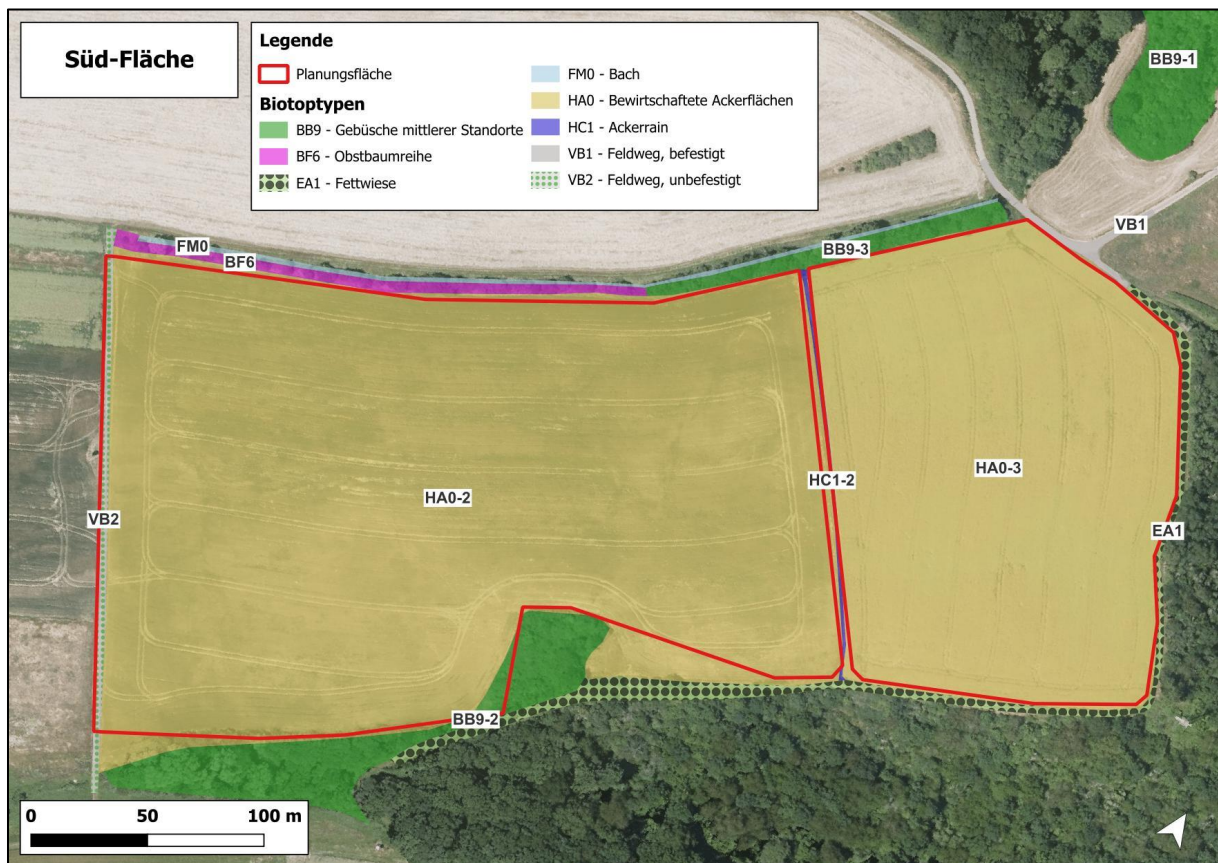 Süd-Fläche
Legende
Planungsfläche
Biotoptypen
BB9 - Gebüsche mittlerer Standorte
BF6 - Obstbaumreihe
EA1 - Fettwiese
FM0 - Bach
HA0 - Bewirtschaftete Ackerflächen
HC1 - Ackerrain
VB1 - Feldweg, befestigt
VB2 - Feldweg, unbefestigt
BB9-1
VB1
FM0
BF6
BB9-3
HA0-2
HC1-2
HA0-3
VB2
EA1
BB9-2
0 50 100 m